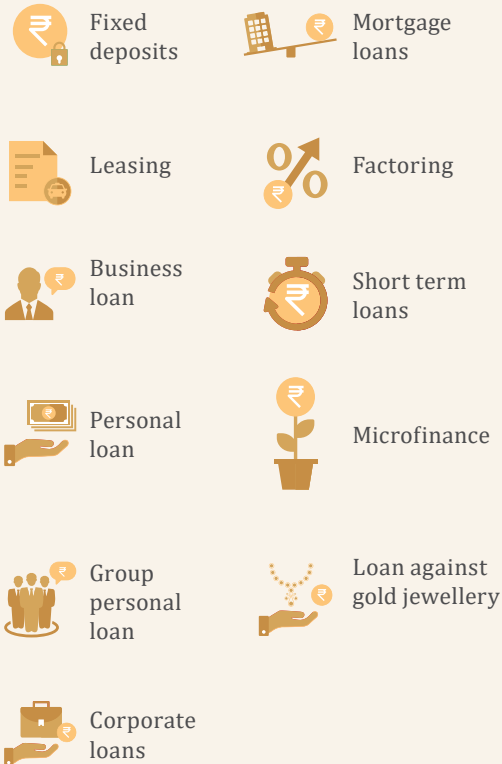 Fixed
deposits
Mortgage
loans
Leasing
Factoring
Business
loan
Short term
loans
Personal
loan
Microfinance
Group
personal
loan
Loan against
gold jewellery
Corporate
loans